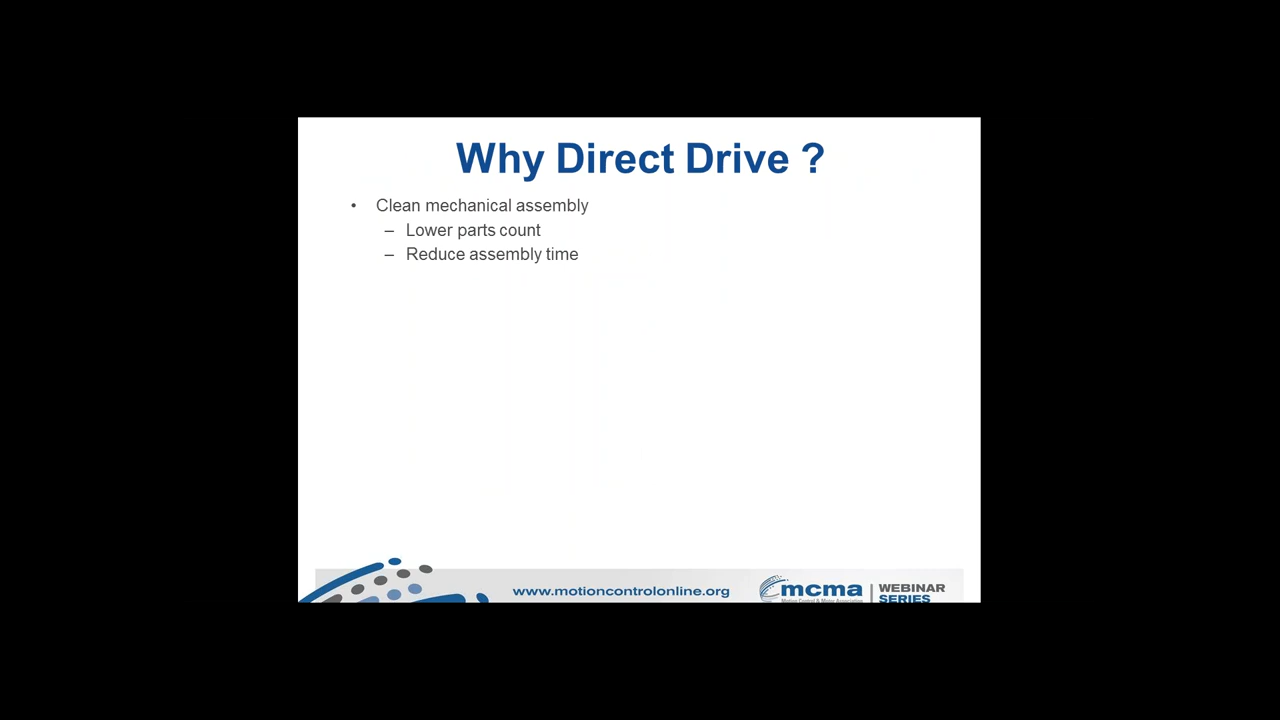 Why Direct Drive ?
• Clean mechanical assembly
– Lower parts count
– Reduce assembly time
www.motioncontrolonline.org
mcma
Motion Control & Motor Association
WEBINAR
SERIES